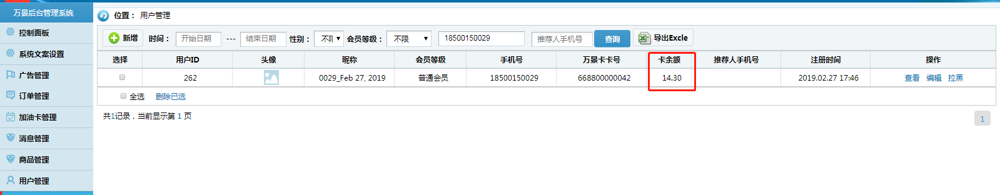 万景后台管理系统
控制面板
系统文案设置
广告管理
订单管理
加油卡管理
消息管理
商品管理
用户管理
位置： 用户管理
新增 时间： 开始日期 --- 结束日期 性别： 不限 会员等级： 不限 18500150029 推荐人手机号 查询 导出Excle
选择 用户ID 头像 昵称 会员等级 手机号 万景卡卡号 卡余额 推荐人手机号 注册时间 操作
262 0029_Feb 27, 2019 普通会员 18500150029 668800000042 14.30 2019.02.27 17:46 查看 编辑 拉黑
全选 删除已选
共1记录，当前显示第 1 页
1